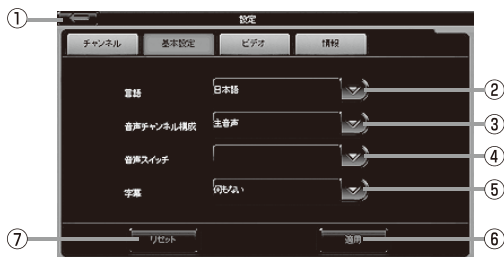 ① 設定
チャンネル 基本設定 ビデオ 情報
言語 日本語 ②
音声チャンネル構成 主音声 ③
音声スイッチ ④
字幕 何もない ⑤
⑦ リセット 適用 ⑥